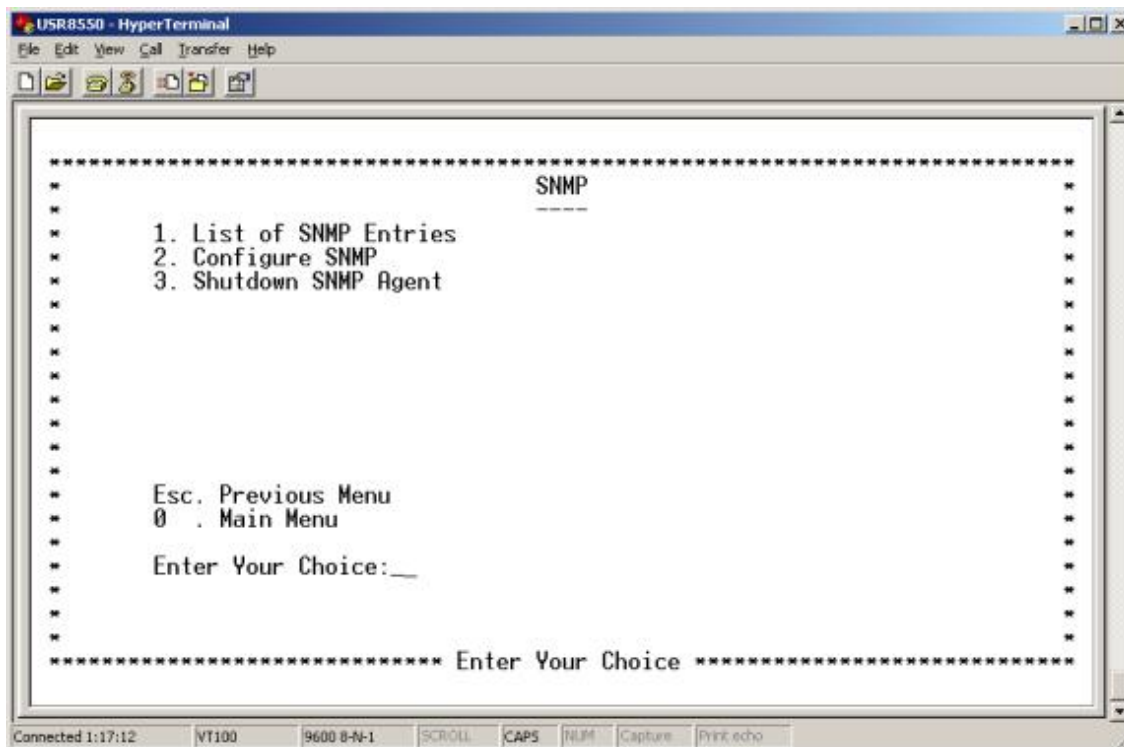 USR8550 - HyperTerminal
File Edit View Call Transfer Help
********************************************************************************
* SNMP *
* ---- *
* 1. List of SNMP Entries *
* 2. Configure SNMP *
* 3. Shutdown SNMP Agent *
* Esc. Previous Menu *
* 0 . Main Menu *
* Enter Your Choice:__ *
****************************** Enter Your Choice *****************************
Connected 1:17:12 VT100 9600 8-N-1 SCROLL CAPS NUM Capture Print echo